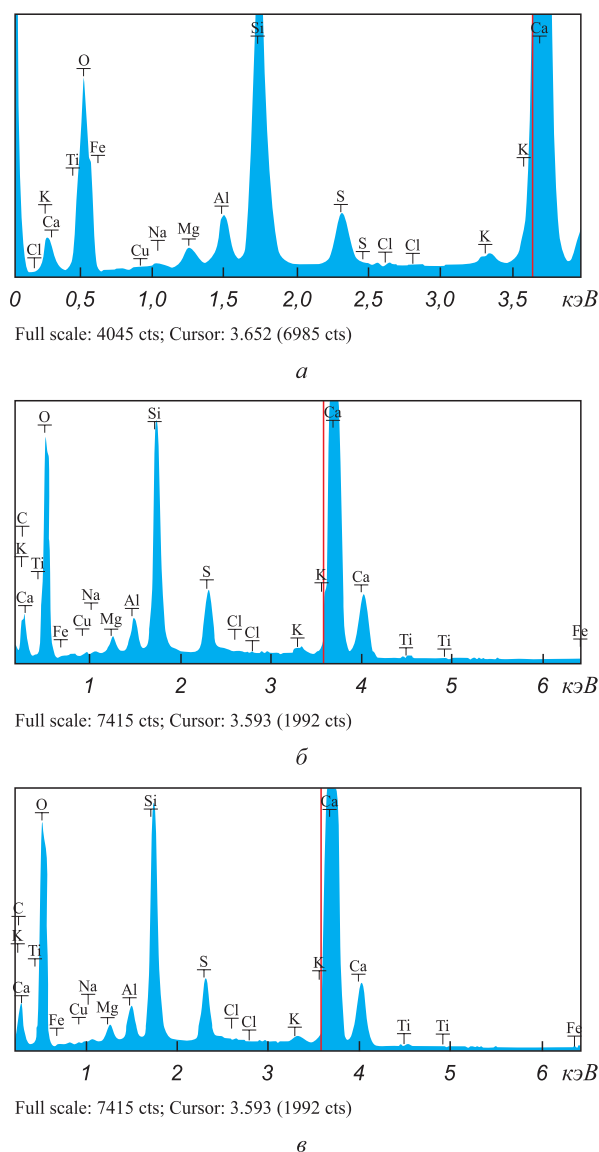 Si
Ca
O
Fe
Ti
K
K
Al
S
Ca
Na
Mg
Cl
Cu
S
Cl
Cl
K
0 0,5 1,0 1,5 2,0 2,5 3,0 3,5 кэВ
Full scale: 4045 cts; Cursor: 3.652 (6985 cts)
а
O
Si
Ca
C
K
Ti
K
S
Ca
Ca
Na
Al
Fe
Cu
Mg
Cl
Cl
K
Ti
Ti
Fe
1 2 3 4 5 6 кэВ
Full scale: 7415 cts; Cursor: 3.593 (1992 cts)
б
O
Si
Ca
C
K
Ti
K
S
Ca
Ca
Na
Al
Fe
Cu
Mg
Cl
Cl
K
Ti
Ti
Fe
1 2 3 4 5 6 кэВ
Full scale: 7415 cts; Cursor: 3.593 (1992 cts)
в